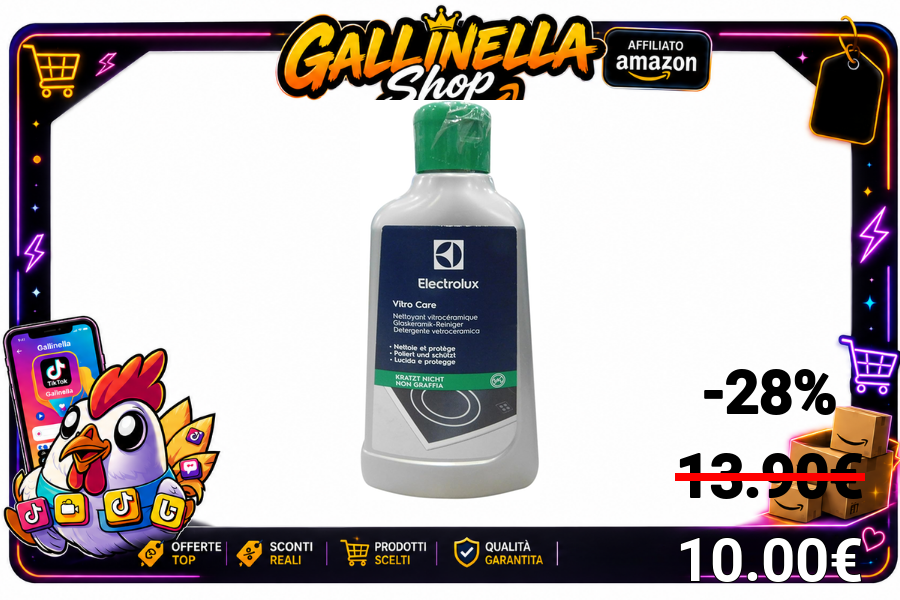 GALLINELLA
Shop
AFFILIATO
amazon
Electrolux
Vitro Care
Nettoyant vitrocéramique
Glaskeramik-Reiniger
Detergente vetroceramica
• Nettoie et protège
• Poliert und schützt
• Lucida e protegge
KRATZT NICHT
NON GRAFFIA
Gallinella
TikTok
Gallinella
-28%
13.90€
10.00€
OFFERTE
TOP
SCONTI
REALI
PRODOTTI
SCELTI
QUALITÀ
GARANTITA